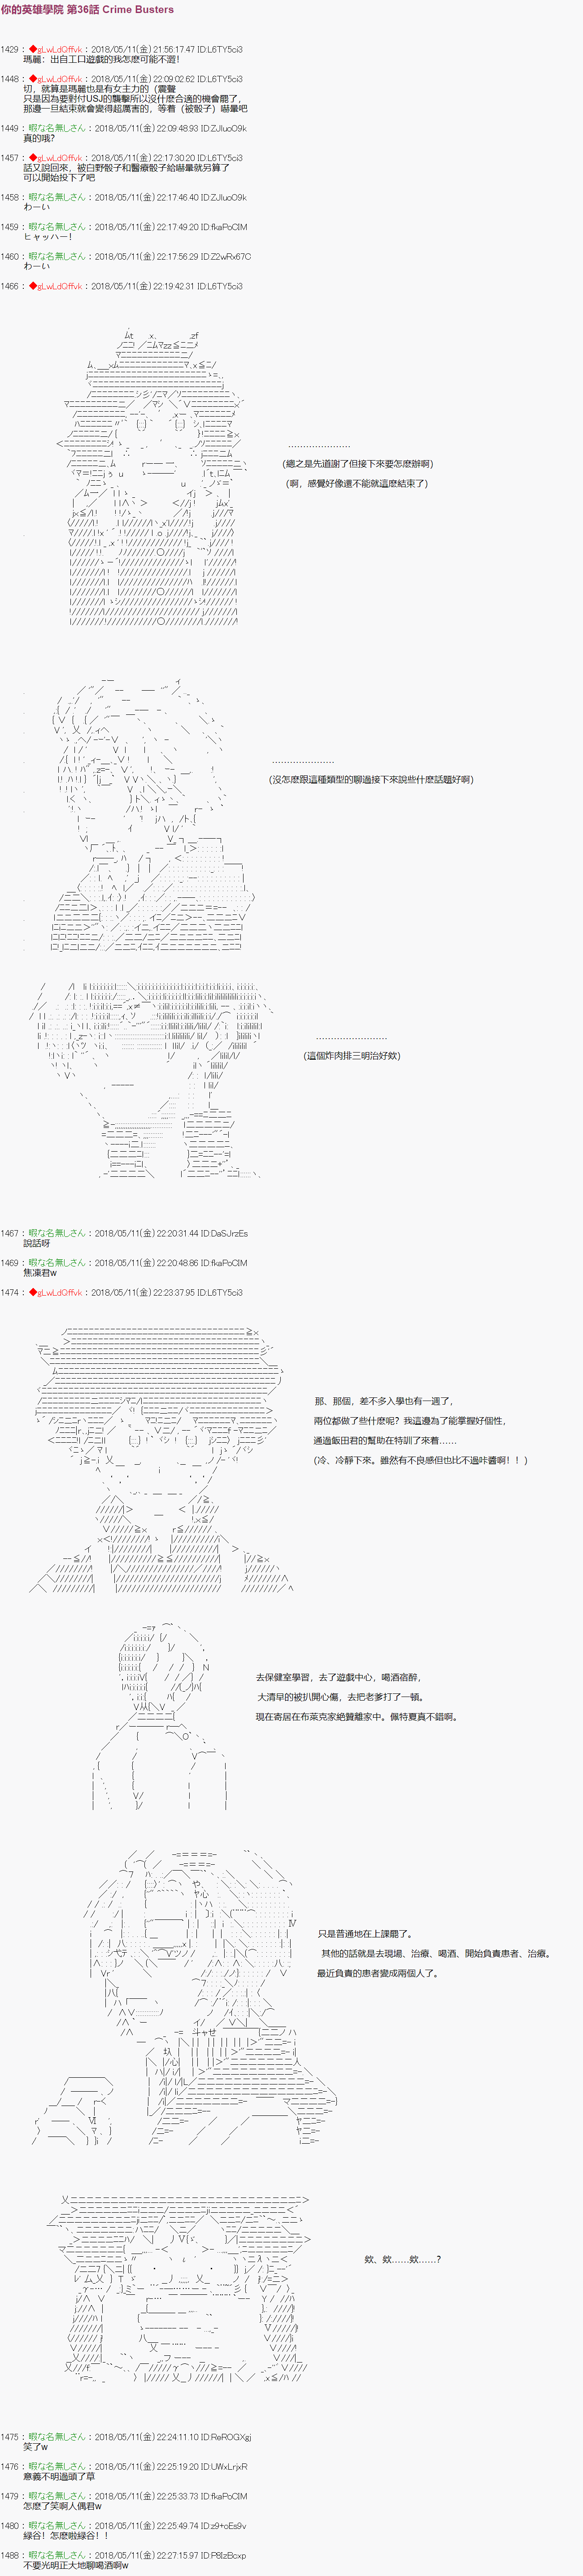 你的英雄學院 第36話 Crime Busters
1429 : ◆gLwLdQffvk : 2018/05/11(金) 21:56:17.47 ID:L6TY5ci3
瑪麗：出自工口遊戲的我怎麼可能不澀！
1448 : ◆gLwLdQffvk : 2018/05/11(金) 22:09:02.62 ID:L6TY5ci3
切，就算是瑪麗也是有女主力的（震聲
只是因為要對付USJ的襲擊所以沒什麼合適的機會罷了，
那邊一旦結束就會變得超厲害的，等着（被骰子）嚇暈吧
1449 : 暇な名無しさん : 2018/05/11(金) 22:09:48.93 ID:ZJIuoO9k
真的哦?
1457 : ◆gLwLdQffvk : 2018/05/11(金) 22:17:30.20 ID:L6TY5ci3
話又說回來，被白野骰子和醫療骰子給嚇暈就另算了
可以開始投下了吧
1458 : 暇な名無しさん : 2018/05/11(金) 22:17:46.40 ID:ZJIuoO9k
わーい
1459 : 暇な名無しさん : 2018/05/11(金) 22:17:49.20 ID:fkaPoCIM
ヒャッハー！
1460 : 暇な名無しさん : 2018/05/11(金) 22:17:56.29 ID:Z2wRx67C
わーい
1466 : ◆gLwLdQffvk : 2018/05/11(金) 22:19:42.31 ID:L6TY5ci3
…………………
(總之是先道謝了但接下來要怎麼辦啊)
(啊，感覺好像還不能就這麼結束了)
…………………
(沒怎麼跟這種類型的聊過接下來說些什麼話題好啊)
……………………
(這個炸肉排三明治好欸)
1467 : 暇な名無しさん : 2018/05/11(金) 22:20:31.44 ID:DaSJrzEs
說話呀
1469 : 暇な名無しさん : 2018/05/11(金) 22:20:48.86 ID:fkaPoCIM
焦凍君w
1474 : ◆gLwLdQffvk : 2018/05/11(金) 22:23:37.95 ID:L6TY5ci3
那、那個，差不多入學也有一週了，
兩位都做了些什麼呢？我這邊為了能掌握好個性，
通過飯田君的幫助在特訓了來着……
(冷、冷靜下來。雖然有不良感但也比不過咔醬啊！！)
去保健室學習，去了遊戲中心，喝酒宿醉，
大清早的被扒開心傷，去把老爹打了一頓。
現在寄居在布萊克家絶贊離家中。佩特夏真不錯啊。
只是普通地在上課罷了。
其他的話就是去現場、治療、喝酒、開始負責患者、治療。
最近負責的患者變成兩個人了。
欸、欸……欸……？
1475 : 暇な名無しさん : 2018/05/11(金) 22:24:11.10 ID:ReROGXgj
笑了w
1476 : 暇な名無しさん : 2018/05/11(金) 22:25:19.20 ID:UWxLrjxR
意義不明過頭了草
1479 : 暇な名無しさん : 2018/05/11(金) 22:25:33.73 ID:fkaPoCIM
怎麼了笑啊人偶君w
1480 : 暇な名無しさん : 2018/05/11(金) 22:25:49.74 ID:z9+oEs9v
綠谷！怎麼啦綠谷！！
1488 : 暇な名無しさん : 2018/05/11(金) 22:27:15.97 ID:P8IzBcxp
不要光明正大地聊喝酒啊w